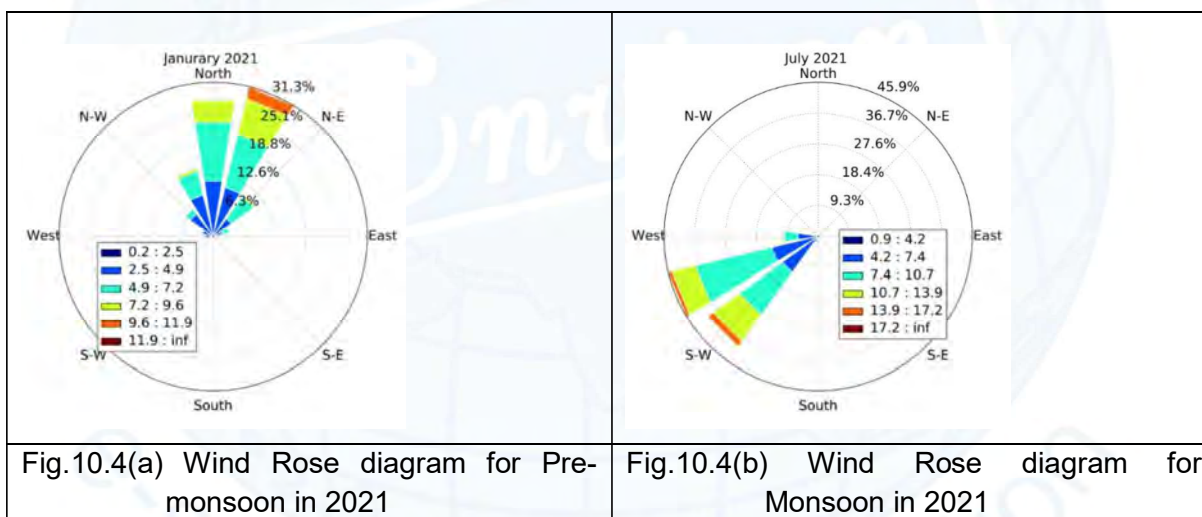 Janurary 2021
North
31.3%
N-W
25.1%
N-E
18.8%
12.6%
6.3%
West
East
0.2 : 2.5
2.5 : 4.9
4.9 : 7.2
7.2 : 9.6
9.6 : 11.9
11.9 : inf
S-W
S-E
South
July 2021
North
45.9%
N-W
36.7%
N-E
27.6%
18.4%
9.3%
West
East
0.9 : 4.2
4.2 : 7.4
7.4 : 10.7
10.7 : 13.9
13.9 : 17.2
17.2 : inf
S-W
S-E
South
Fig.10.4(a) Wind Rose diagram for Pre-
monsoon in 2021
Fig.10.4(b) Wind Rose diagram for
Monsoon in 2021